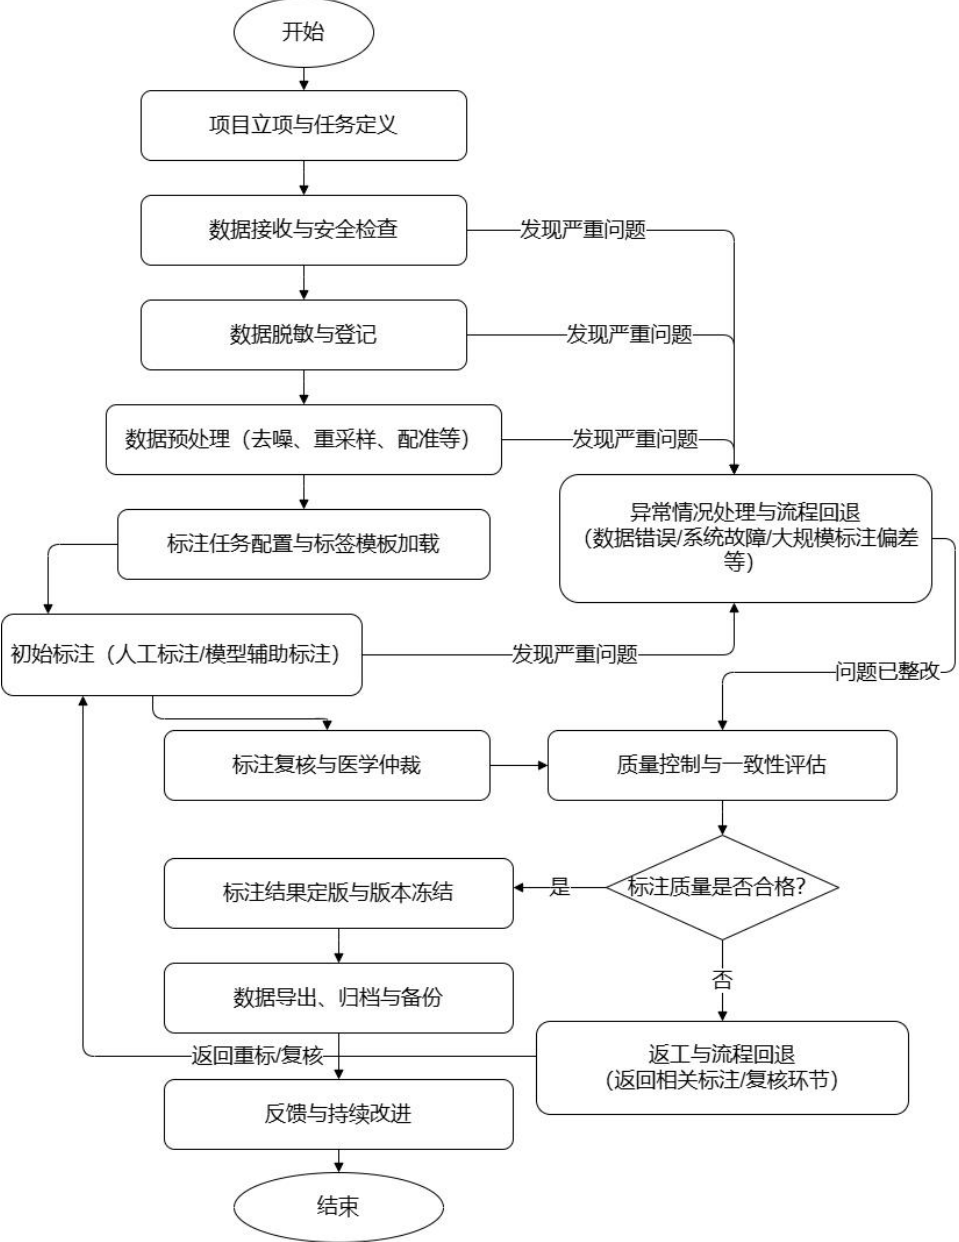 开始
项目立项与任务定义
数据接收与安全检查
发现严重问题
数据脱敏与登记
发现严重问题
数据预处理（去噪、重采样、配准等）
发现严重问题
异常情况处理与流程回退
（数据错误/系统故障/大规模标注偏差
等）
标注任务配置与标签模板加载
初始标注（人工标注/模型辅助标注）
发现严重问题
问题已整改
标注复核与医学仲裁
质量控制与一致性评估
标注质量是否合格？
是
标注结果定版与版本冻结
否
数据导出、归档与备份
返回重标/复核
返工与流程回退
（返回相关标注/复核环节）
反馈与持续改进
结束